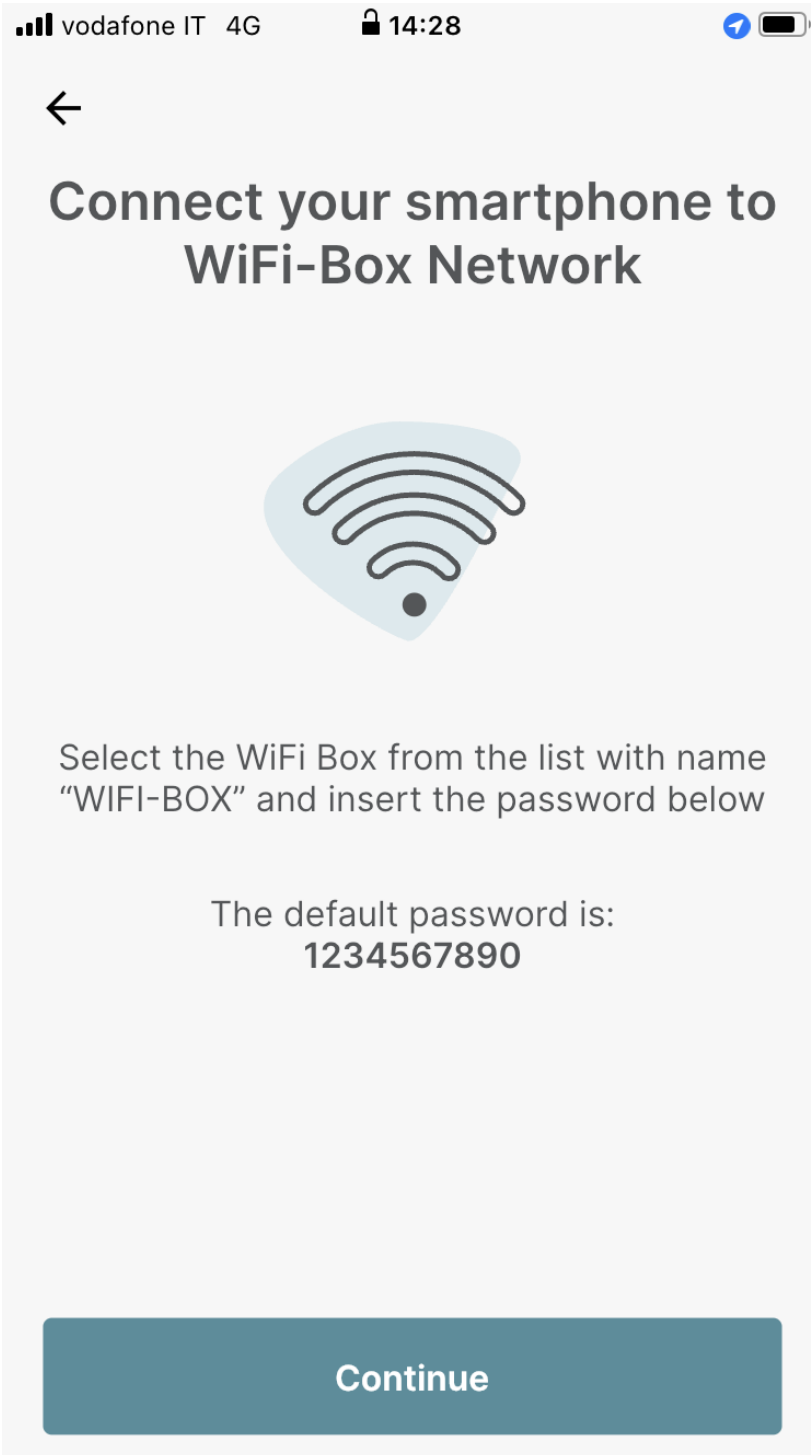 vodafone IT 4G 14:28
Connect your smartphone to
WiFi-Box Network
Select the WiFi Box from the list with name
“WIFI-BOX” and insert the password below
The default password is:
1234567890
Continue